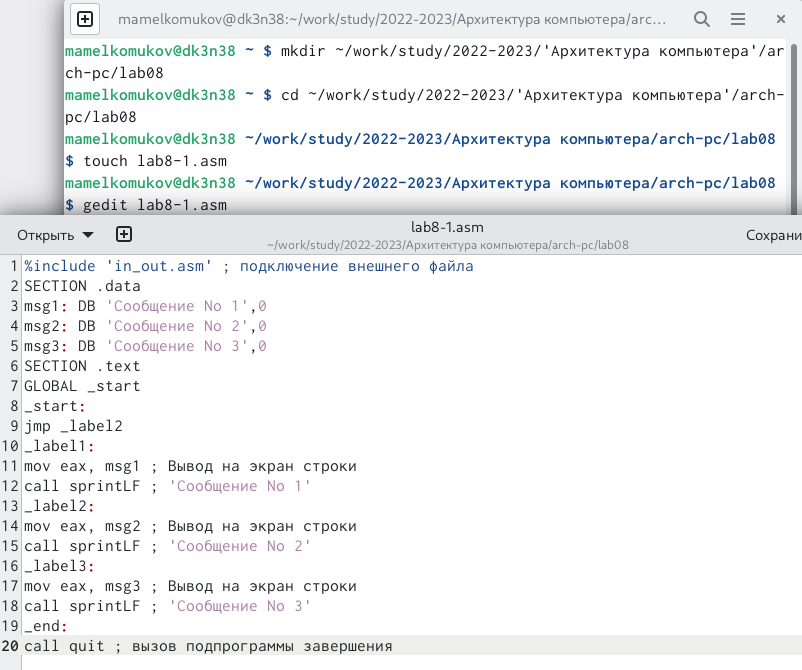 mamelkomukov@dk3n38:~/work/study/2022-2023/Архитектура компьютера/arc...
mamelkomukov@dk3n38 ~ $ mkdir ~/work/study/2022-2023/'Архитектура компьютера'/ar
ch-pc/lab08
mamelkomukov@dk3n38 ~ $ cd ~/work/study/2022-2023/'Архитектура компьютера'/arch-
pc/lab08
mamelkomukov@dk3n38 ~/work/study/2022-2023/Архитектура компьютера/arch-pc/lab08
$ touch lab8-1.asm
mamelkomukov@dk3n38 ~/work/study/2022-2023/Архитектура компьютера/arch-pc/lab08
$ gedit lab8-1.asm
Открыть
lab8-1.asm
~/work/study/2022-2023/Архитектура компьютера/arch-pc/lab08
Сохрани
1 %include 'in_out.asm' ; подключение внешнего файла
2 SECTION .data
3 msg1: DB 'Сообщение No 1',0
4 msg2: DB 'Сообщение No 2',0
5 msg3: DB 'Сообщение No 3',0
6 SECTION .text
7 GLOBAL _start
8 _start:
9 jmp _label2
10 _label1:
11 mov eax, msg1 ; Вывод на экран строки
12 call sprintLF ; 'Сообщение No 1'
13 _label2:
14 mov eax, msg2 ; Вывод на экран строки
15 call sprintLF ; 'Сообщение No 2'
16 _label3:
17 mov eax, msg3 ; Вывод на экран строки
18 call sprintLF ; 'Сообщение No 3'
19 _end:
20 call quit ; вызов подпрограммы завершения